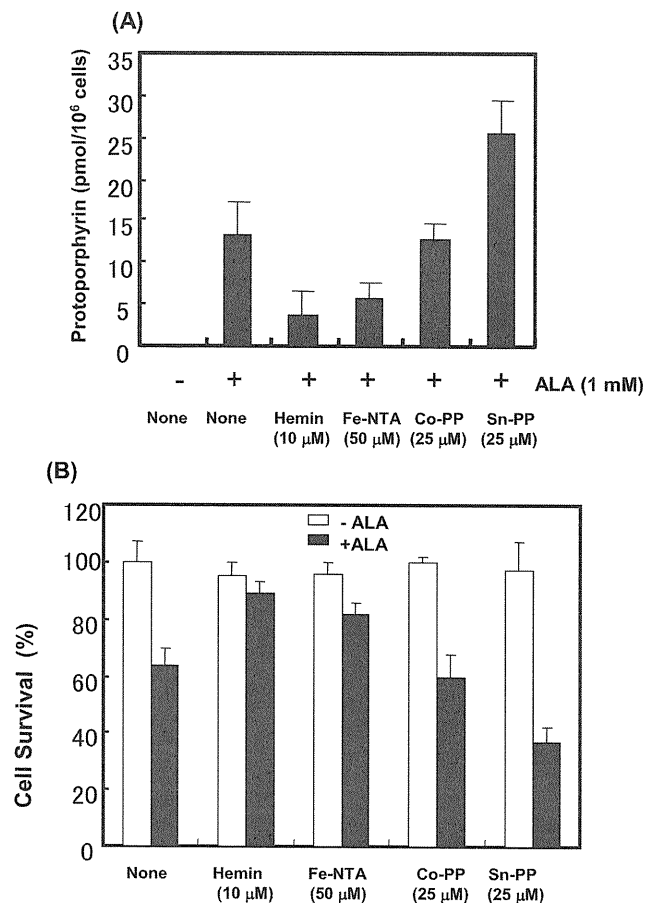 (A)
Protoporphyrin (pmol/10⁶ cells)
35
30
25
20
15
10
5
0
- + + + + + ALA (1 mM)
None None Hemin Fe-NTA Co-PP Sn-PP
(10 µM) (50 µM) (25 µM) (25 µM)
(B)
Cell Survival (%)
120
100
80
60
40
20
0
- ALA
+ALA
None Hemin Fe-NTA Co-PP Sn-PP
(10 µM) (50 µM) (25 µM) (25 µM)